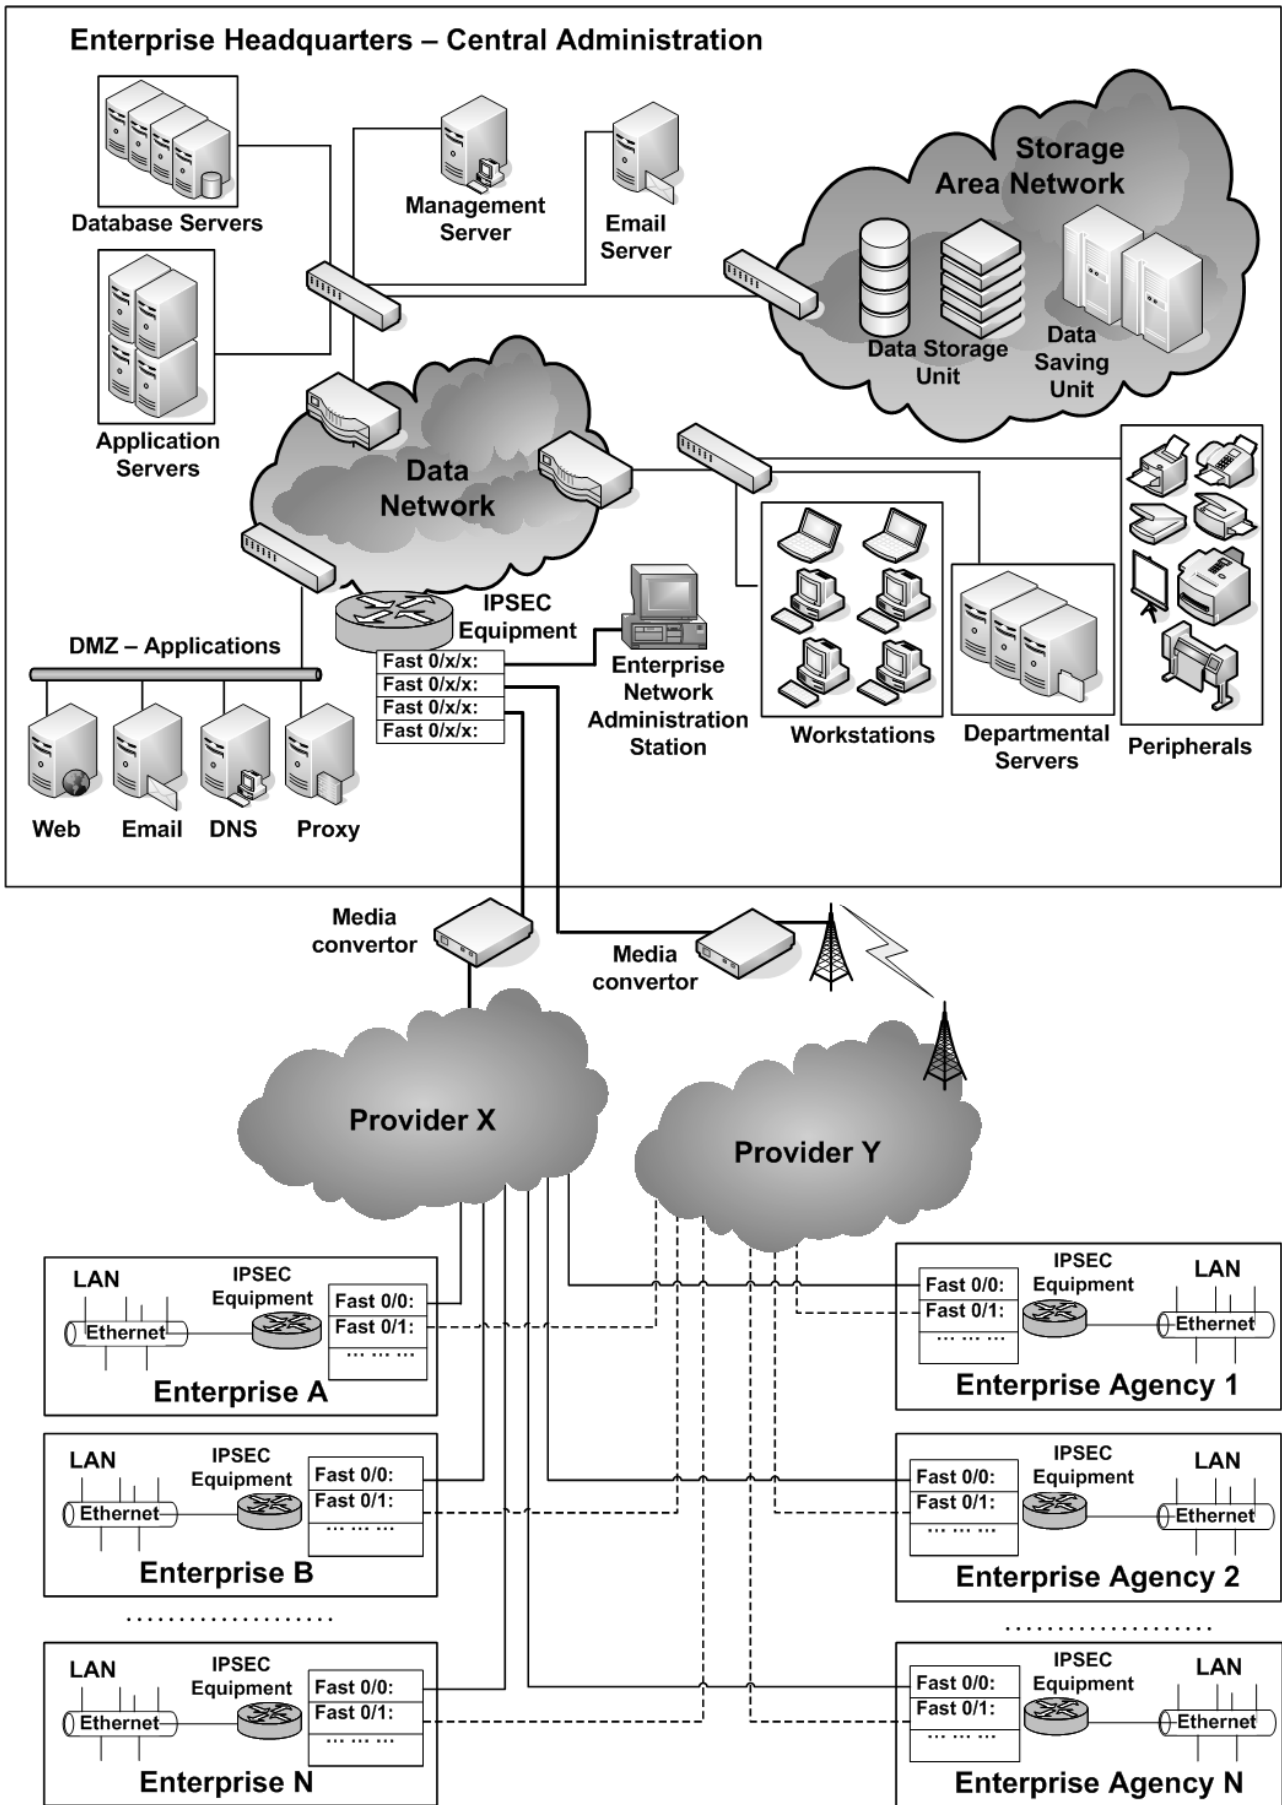 Enterprise Headquarters – Central Administration
Database Servers
Management
Server
Email
Server
Storage
Area Network
Data Storage
Unit
Data
Saving
Unit
Application
Servers
Data
Network
IPSEC
Equipment
DMZ – Applications
Fast 0/x/x:
Fast 0/x/x:
Fast 0/x/x:
Fast 0/x/x:
Enterprise
Network
Administration
Station
Workstations
Departmental
Servers
Peripherals
Web
Email
DNS
Proxy
Media
convertor
Media
convertor
Provider X
Provider Y
LAN
Ethernet
IPSEC
Equipment
Fast 0/0:
Fast 0/1:
... ... ...
Enterprise A
Fast 0/0:
Fast 0/1:
... ... ...
IPSEC
Equipment
LAN
Ethernet
Enterprise Agency 1
LAN
Ethernet
IPSEC
Equipment
Fast 0/0:
Fast 0/1:
... ... ...
Enterprise B
Fast 0/0:
Fast 0/1:
... ... ...
IPSEC
Equipment
LAN
Ethernet
Enterprise Agency 2
....................
....................
LAN
Ethernet
IPSEC
Equipment
Fast 0/0:
Fast 0/1:
... ... ...
Enterprise N
Fast 0/0:
Fast 0/1:
... ... ...
IPSEC
Equipment
LAN
Ethernet
Enterprise Agency N